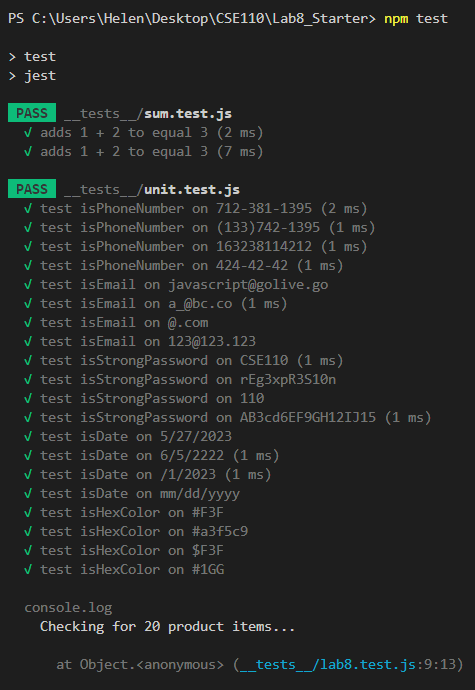 PS C:\Users\Helen\Desktop\CSE110\Lab8_Starter> npm test
> test
> jest
PASS __tests__/sum.test.js
√ adds 1 + 2 to equal 3 (2 ms)
√ adds 1 + 2 to equal 3 (7 ms)
PASS __tests__/unit.test.js
√ test isPhoneNumber on 712-381-1395 (2 ms)
√ test isPhoneNumber on (133)742-1395 (1 ms)
√ test isPhoneNumber on 163238114212 (1 ms)
√ test isPhoneNumber on 424-42-42 (1 ms)
√ test isEmail on javascript@golive.go
√ test isEmail on a_@bc.co (1 ms)
√ test isEmail on @.com
√ test isEmail on 123@123.123
√ test isStrongPassword on CSE110 (1 ms)
√ test isStrongPassword on rEg3xpR3S10n
√ test isStrongPassword on 110
√ test isStrongPassword on AB3cd6EF9GH12IJ15 (1 ms)
√ test isDate on 5/27/2023
√ test isDate on 6/5/2222 (1 ms)
√ test isDate on /1/2023 (1 ms)
√ test isDate on mm/dd/yyyy
√ test isHexColor on #F3F
√ test isHexColor on #a3f5c9
√ test isHexColor on $F3F
√ test isHexColor on #1GG
console.log
Checking for 20 product items...
at Object.<anonymous> (__tests__/lab8.test.js:9:13)